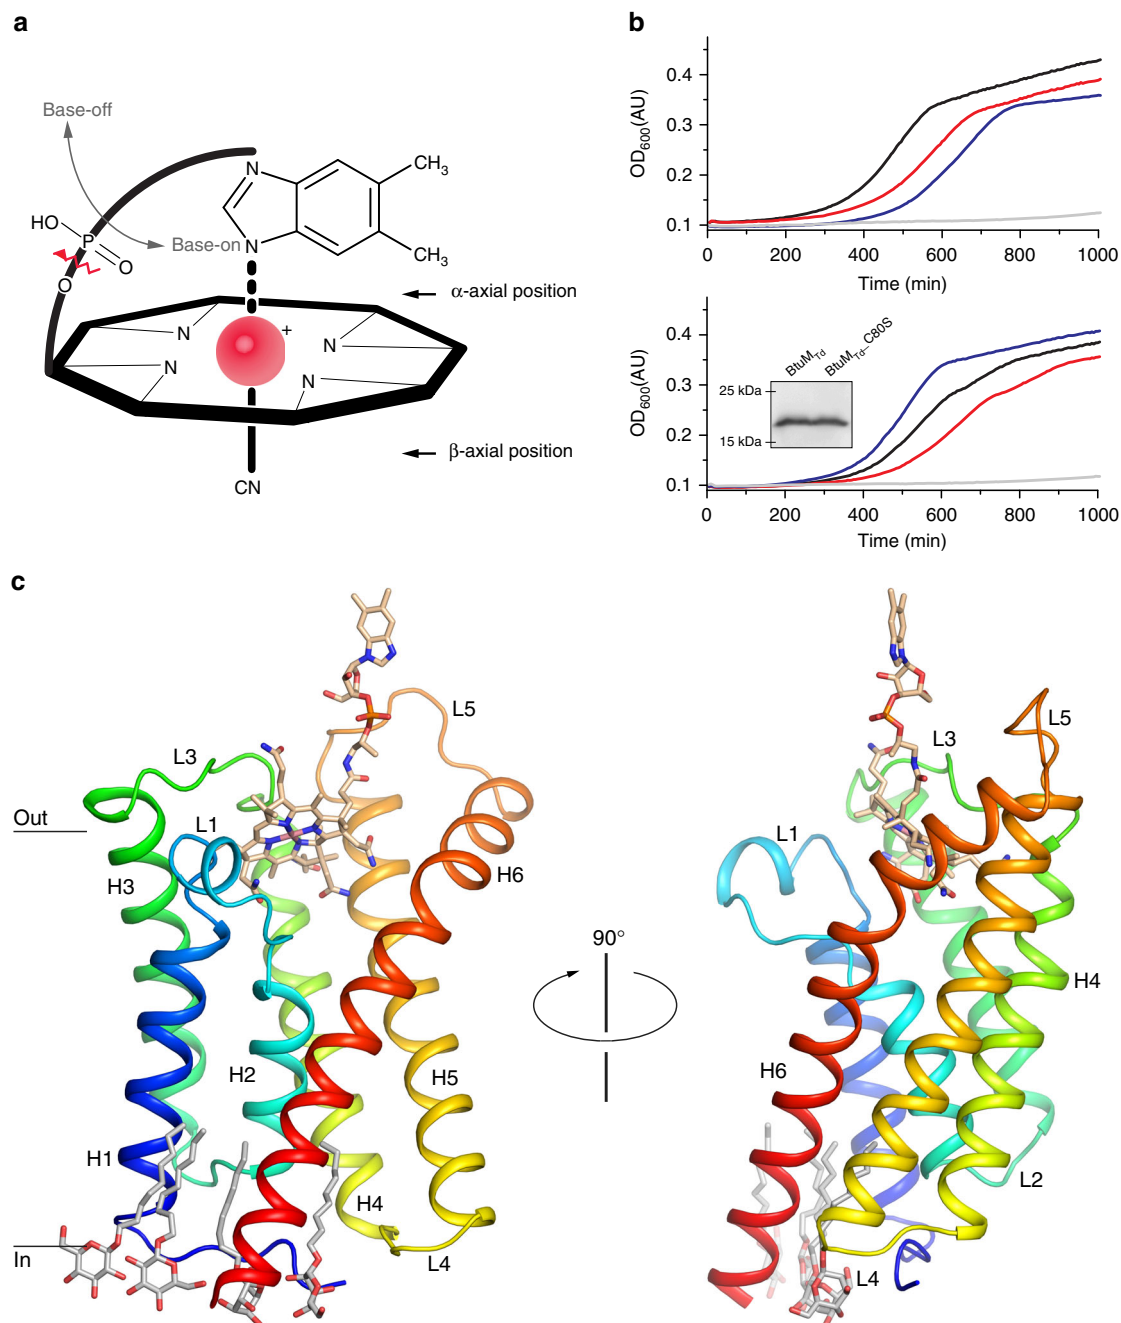 a
Base-off
HO
P
O
O
Base-on
N
N
CH3
CH3
α-axial position
+
N
N
N
N
β-axial position
CN
b
OD600(AU)
0.4
0.3
0.2
0.1
0 200 400 600 800 1000
Time (min)
OD600(AU)
0.4
0.3
0.2
0.1
BtuMTd
BtuMTd_C80S
25 kDa
15 kDa
0 200 400 600 800 1000
Time (min)
c
Out
In
L3
L5
L1
H3
H6
H2
H5
H1
H4
L4
90°
L5
L3
L1
H4
H6
L2
L4